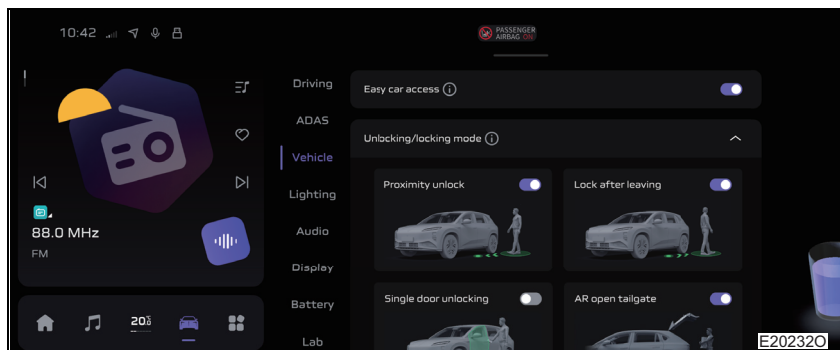 10:42
PASSENGER
AIRBAG ON
Driving
ADAS
Vehicle
Lighting
Audio
Display
Battery
Lab
Easy car access
Unlocking/locking mode
Proximity unlock
Lock after leaving
Single door unlocking
AR open tailgate
88.0 MHz
FM
E20232O